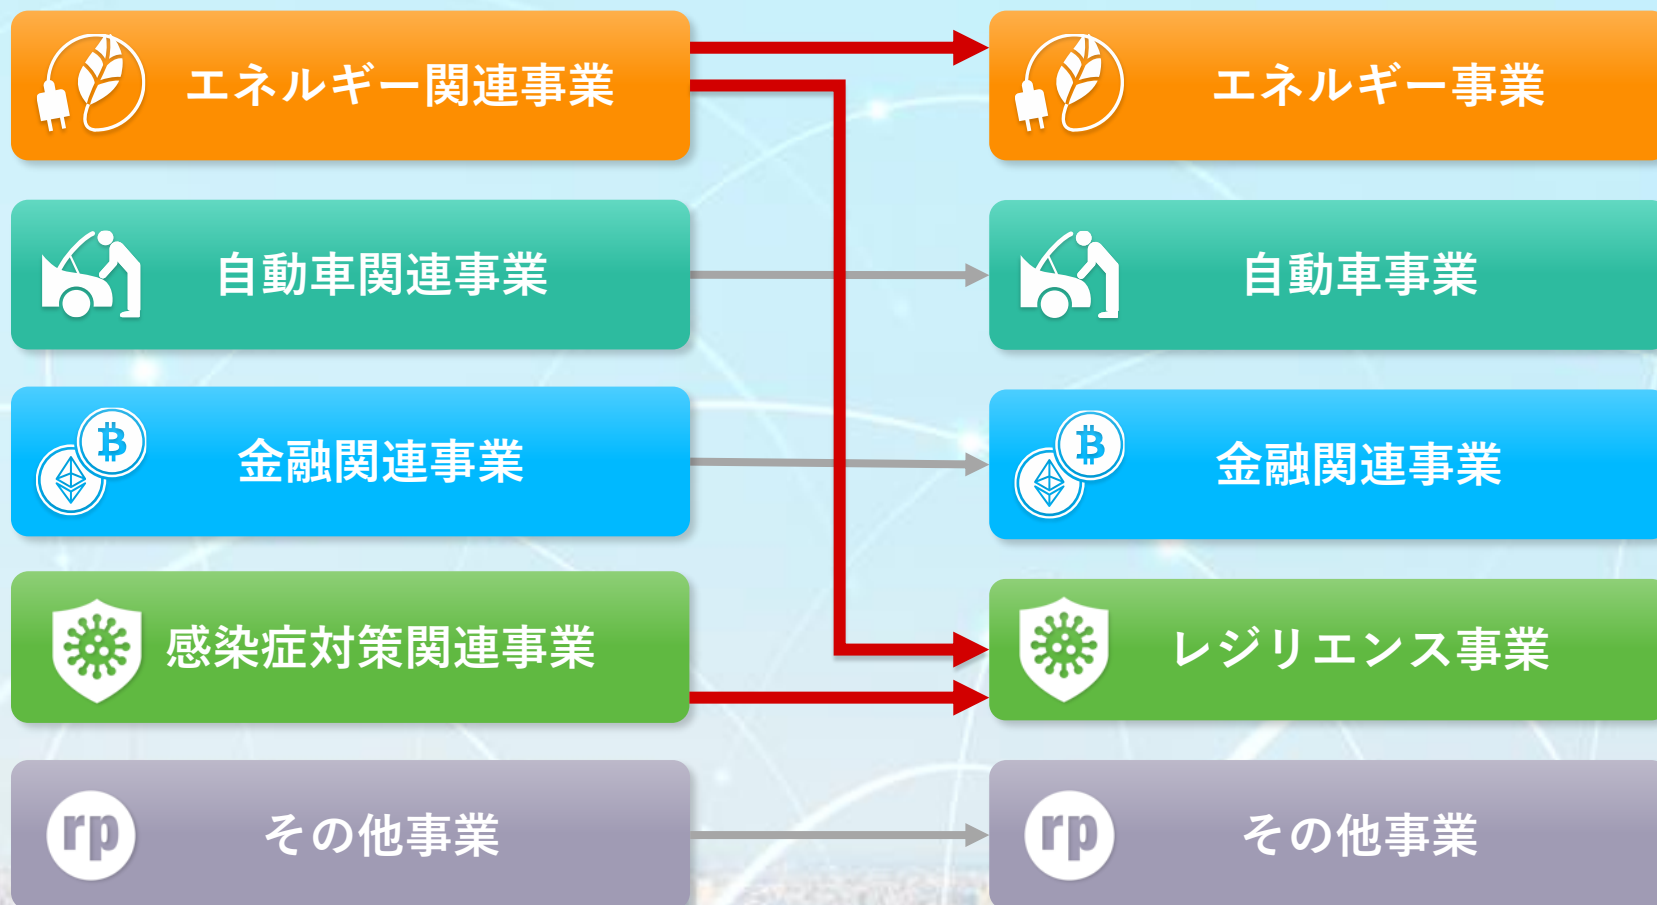 エネルギー関連事業
エネルギー事業
自動車関連事業
自動車事業
金融関連事業
金融関連事業
感染症対策関連事業
レジリエンス事業
rp
その他事業
rp
その他事業